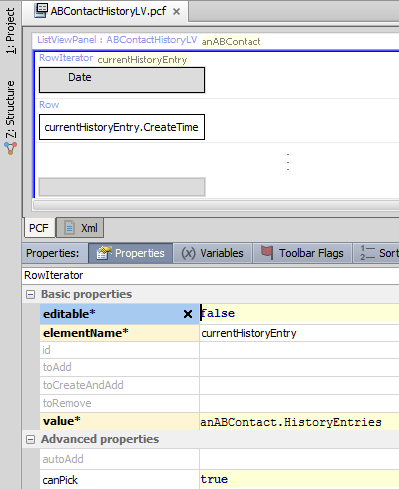 ABContactHistoryLV.pcf ×
1: Project
Z: Structure
ListViewPanel : ABContactHistoryLV anABContact
RowIterator currentHistoryEntry
Date
Row
currentHistoryEntry.CreateTime
PCF Xml
Properties: Properties (x) Variables Toolbar Flags Sort
RowIterator
Basic properties
editable* × false
elementName* currentHistoryEntry
id
toAdd
toCreateAndAdd
toRemove
value* anABContact.HistoryEntries
Advanced properties
autoAdd
canPick true